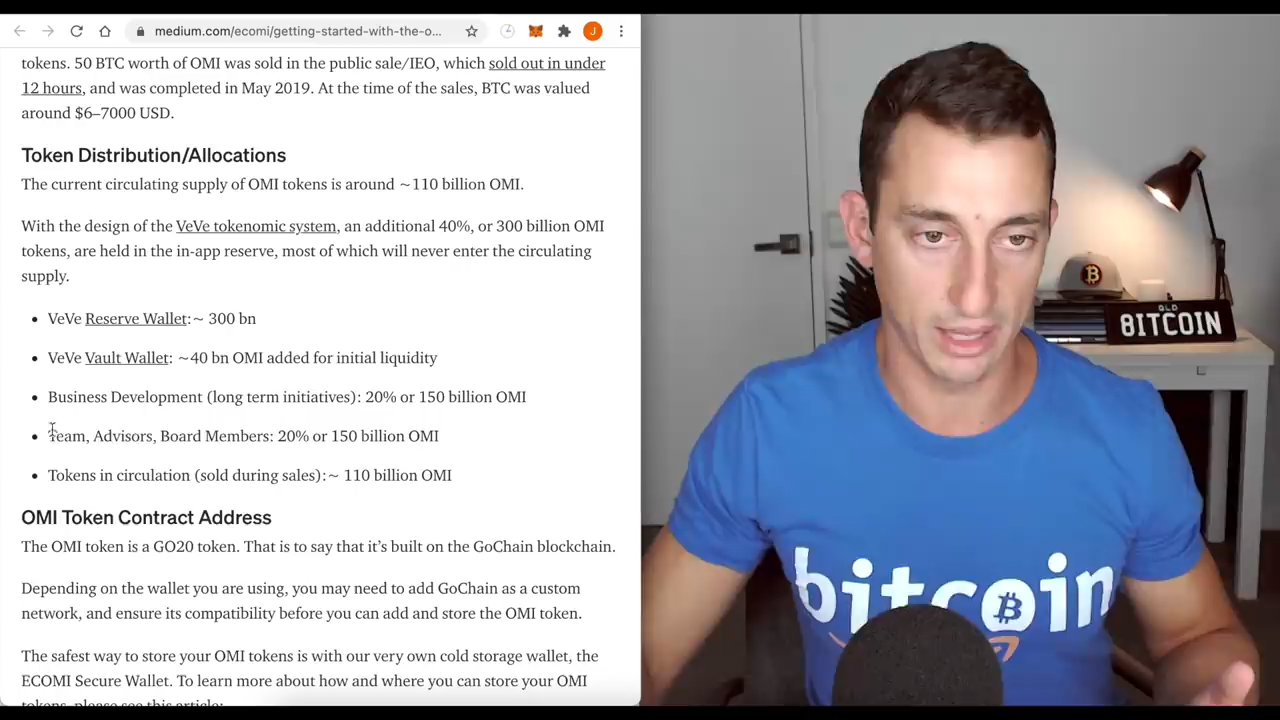 medium.com/ecomi/getting-started-with-the-o...
J
tokens. 50 BTC worth of OMI was sold in the public sale/IEO, which sold out in under
12 hours, and was completed in May 2019. At the time of the sales, BTC was valued
around $6–7000 USD.
Token Distribution/Allocations
The current circulating supply of OMI tokens is around ~110 billion OMI.
With the design of the VeVe tokenomic system, an additional 40%, or 300 billion OMI
tokens, are held in the in-app reserve, most of which will never enter the circulating
supply.
• VeVe Reserve Wallet:~ 300 bn
• VeVe Vault Wallet: ~40 bn OMI added for initial liquidity
• Business Development (long term initiatives): 20% or 150 billion OMI
• Team, Advisors, Board Members: 20% or 150 billion OMI
• Tokens in circulation (sold during sales):~ 110 billion OMI
OMI Token Contract Address
The OMI token is a GO20 token. That is to say that it’s built on the GoChain blockchain.
Depending on the wallet you are using, you may need to add GoChain as a custom
network, and ensure its compatibility before you can add and store the OMI token.
The safest way to store your OMI tokens is with our very own cold storage wallet, the
ECOMI Secure Wallet. To learn more about how and where you can store your OMI
tokens, please see this article:
QLD
8ITCOIN
bitcoin